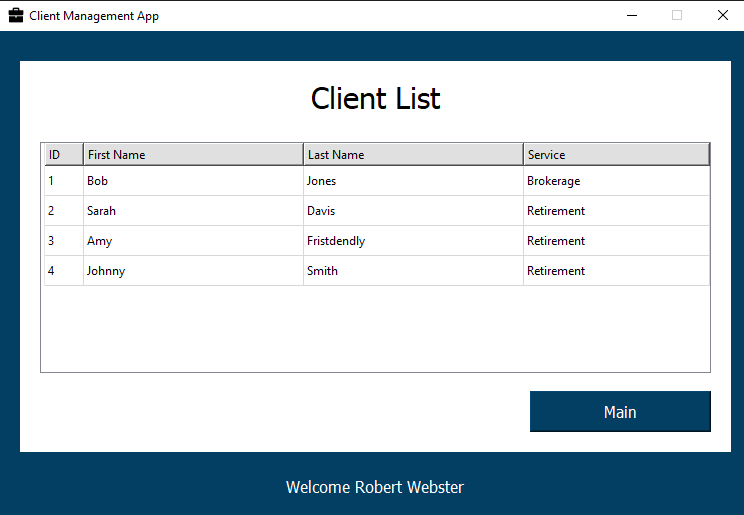 Client Management App
Client List
ID First Name Last Name Service
1 Bob Jones Brokerage
2 Sarah Davis Retirement
3 Amy Fristdendly Retirement
4 Johnny Smith Retirement
Main
Welcome Robert Webster